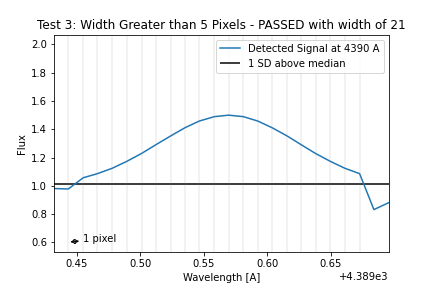 Test 3: Width Greater than 5 Pixels - PASSED with width of 21
Detected Signal at 4390 A
1 SD above median
2.0
1.8
1.6
1.4
1.2
1.0
0.8
0.6
Flux
1 pixel
0.45
0.50
0.55
0.60
0.65
Wavelength [A]
+4.389e3